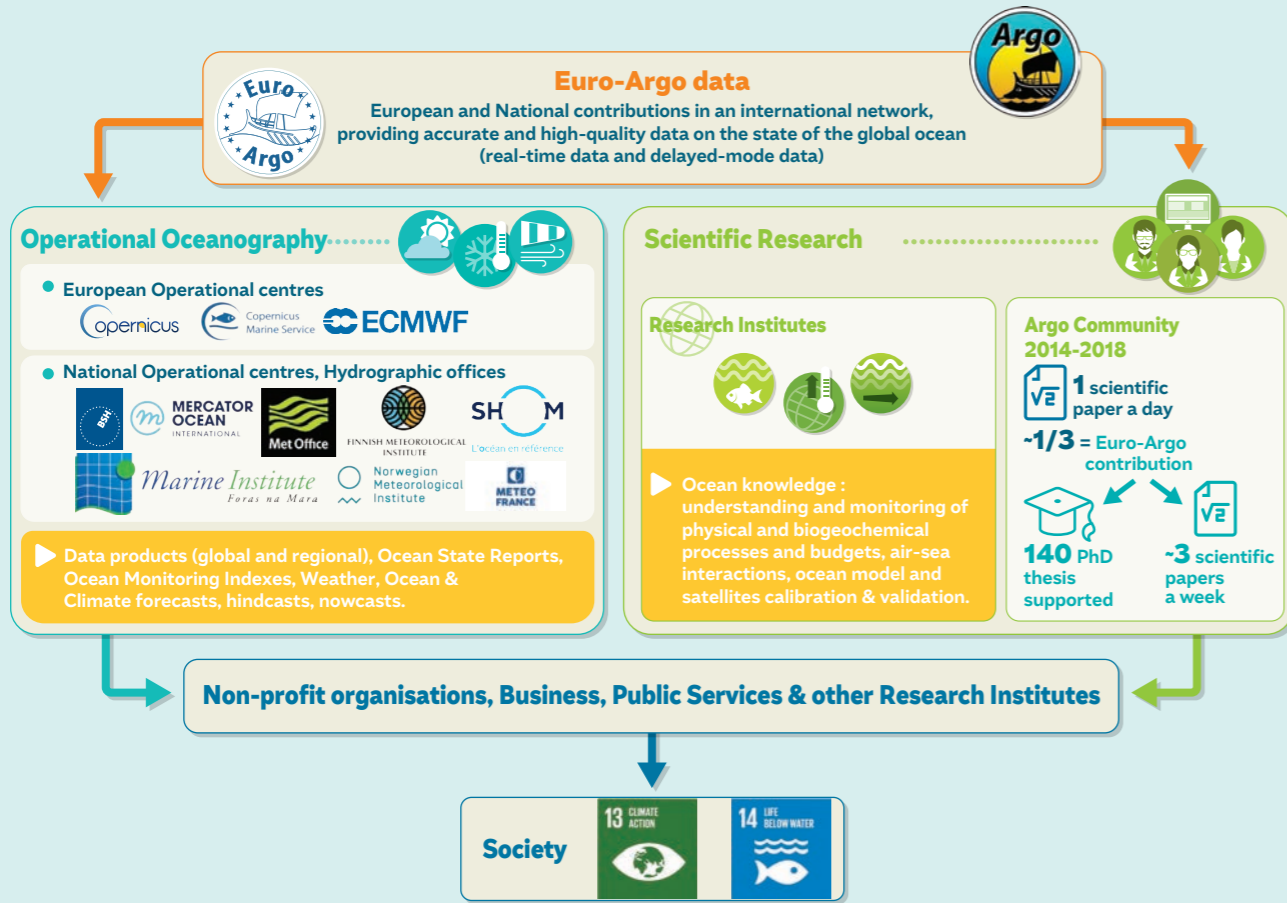 Argo
Euro
Argo
Euro-Argo data
European and National contributions in an international network,
providing accurate and high-quality data on the state of the global ocean
(real-time data and delayed-mode data)
Operational Oceanography
European Operational centres
Copernicus
Copernicus
Marine Service
ECMWF
National Operational centres, Hydrographic offices
BSH
m
MERCATOR
OCEAN
INTERNATIONAL
Met Office
FINNISH METEOROLOGICAL
INSTITUTE
SHOM
L'océan en référence
Marine Institute
Foras na Mara
Norwegian
Meteorological
Institute
METEO
FRANCE
Data products (global and regional), Ocean State Reports,
Ocean Monitoring Indexes, Weather, Ocean &
Climate forecasts, hindcasts, nowcasts.
Scientific Research
Research Institutes
Ocean knowledge :
understanding and monitoring of
physical and biogeochemical
processes and budgets, air-sea
interactions, ocean model and
satellites calibration & validation.
Argo Community
2014-2018
√2
1 scientific
paper a day
~1/3 = Euro-Argo
contribution
140 PhD
thesis
supported
√2
~3 scientific
papers
a week
Non-profit organisations, Business, Public Services & other Research Institutes
Society
13 CLIMATE
ACTION
14 LIFE
BELOW WATER